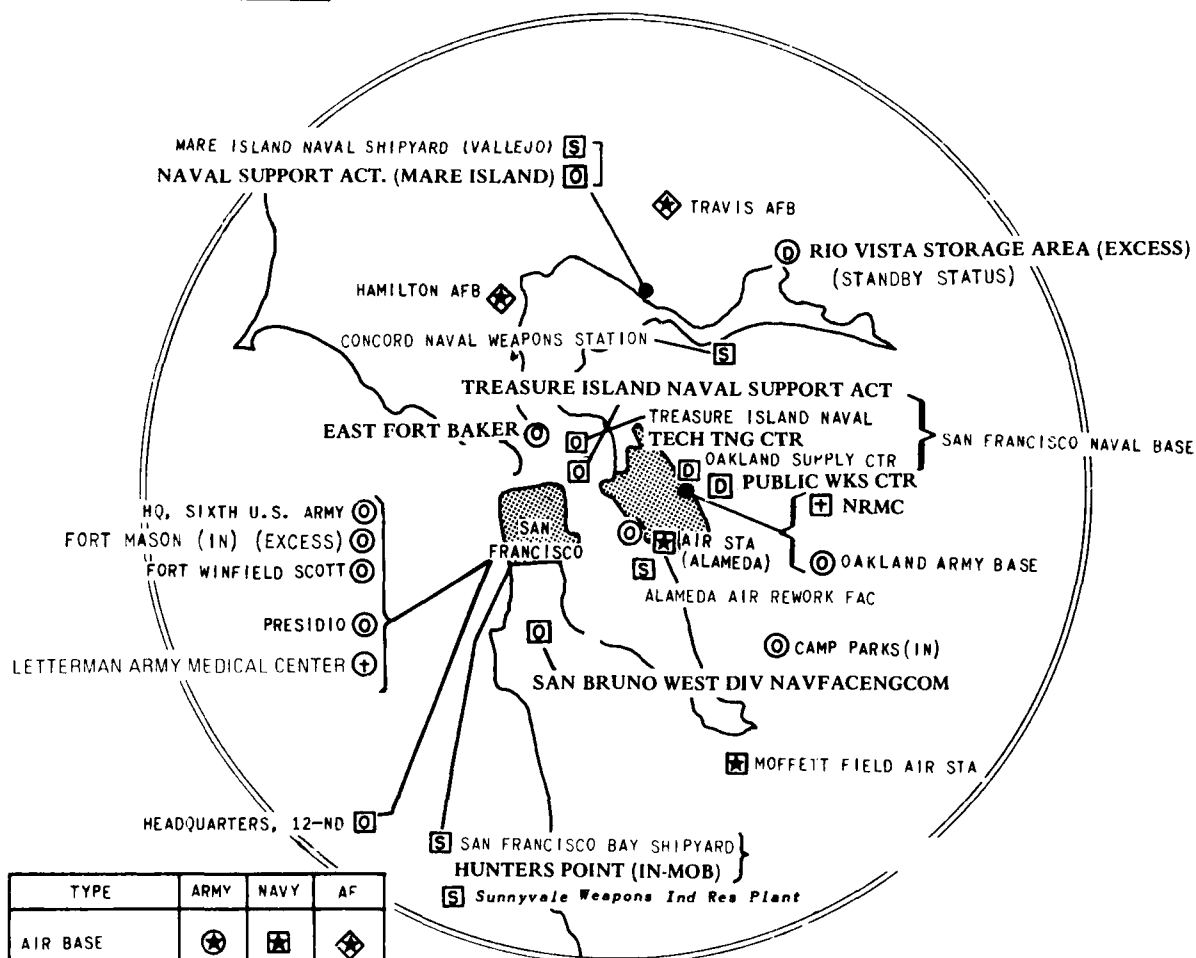 MARE ISLAND NAVAL SHIPYARD (VALLEJO) S
NAVAL SUPPORT ACT. (MARE ISLAND) O
TRAVIS AFB
D RIO VISTA STORAGE AREA (EXCESS)
(STANDBY STATUS)
HAMILTON AFB
CONCORD NAVAL WEAPONS STATION
S
TREASURE ISLAND NAVAL SUPPORT ACT
EAST FORT BAKER O
O
TREASURE ISLAND NAVAL
TECH TNG CTR
O
D OAKLAND SUPPLY CTR
D PUBLIC WKS CTR
SAN FRANCISCO NAVAL BASE
NRMC
HQ, SIXTH U.S. ARMY O
FORT MASON (IN) (EXCESS) O
FORT WINFIELD SCOTT O
PRESIDIO O
LETTERMAN ARMY MEDICAL CENTER
SAN
FRANCISCO
O
AIR STA
(ALAMEDA)
O OAKLAND ARMY BASE
S
ALAMEDA AIR REWORK FAC
O
O CAMP PARKS(IN)
SAN BRUNO WEST DIV NAVFACENGCOM
MOFFETT FIELD AIR STA
HEADQUARTERS, 12-ND O
S SAN FRANCISCO BAY SHIPYARD
HUNTERS POINT (IN-MOB)
S Sunnyvale Weapons Ind Res Plant
TYPE ARMY NAVY AF
AIR BASE